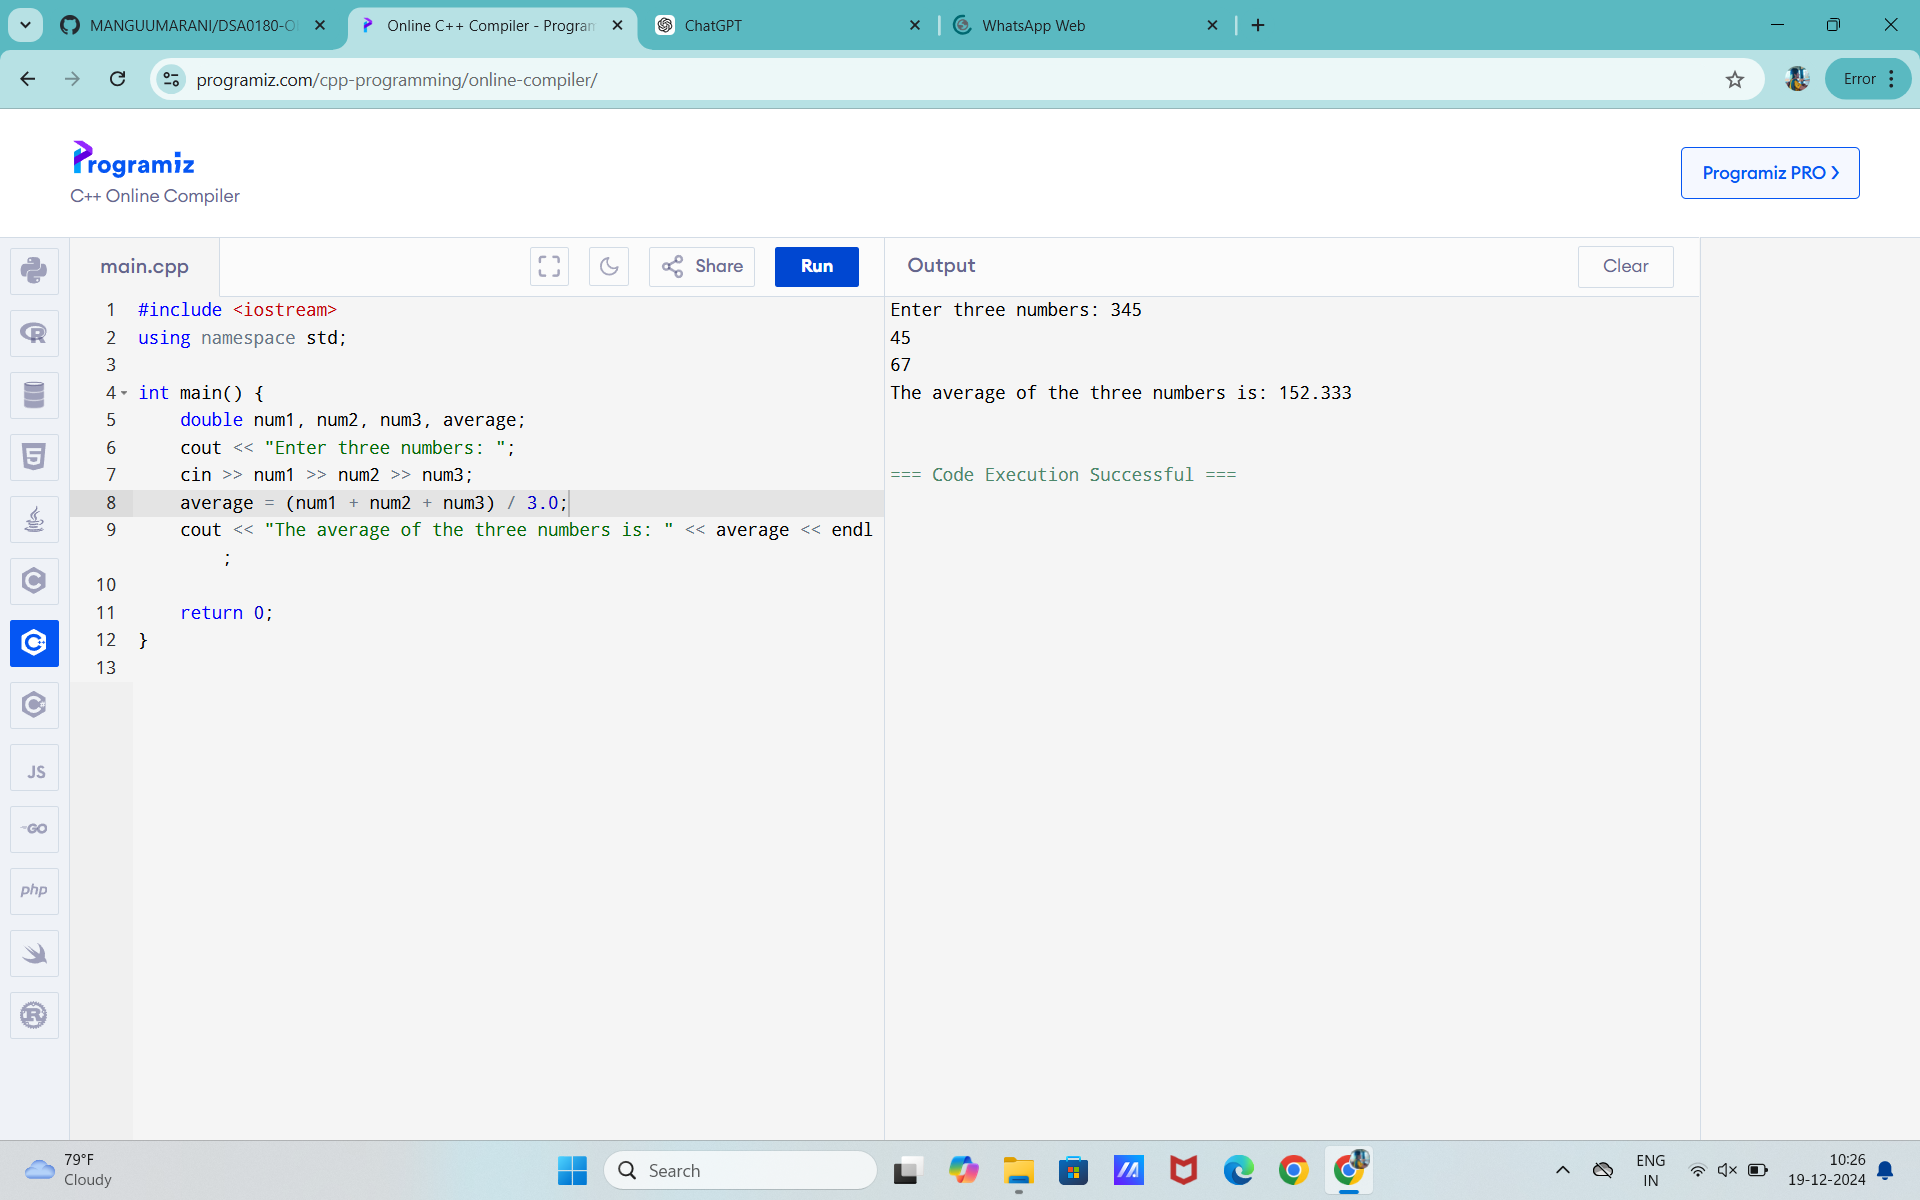 MANGUUMARANI/DSA0180-O
Online C++ Compiler - Program
ChatGPT
WhatsApp Web
programiz.com/cpp-programming/online-compiler/
Error
Programiz
C++ Online Compiler
Programiz PRO
main.cpp
Share
Run
Output
Clear
1 #include <iostream>
2 using namespace std;
3
4 int main() {
5 double num1, num2, num3, average;
6 cout << "Enter three numbers: ";
7 cin >> num1 >> num2 >> num3;
8 average = (num1 + num2 + num3) / 3.0;
9 cout << "The average of the three numbers is: " << average << endl
;
10
11 return 0;
12 }
13
Enter three numbers: 345
45
67
The average of the three numbers is: 152.333
=== Code Execution Successful ===
R
5
C
C
C
JS
GO
php
R
79°F
Cloudy
Search
ENG
IN
10:26
19-12-2024